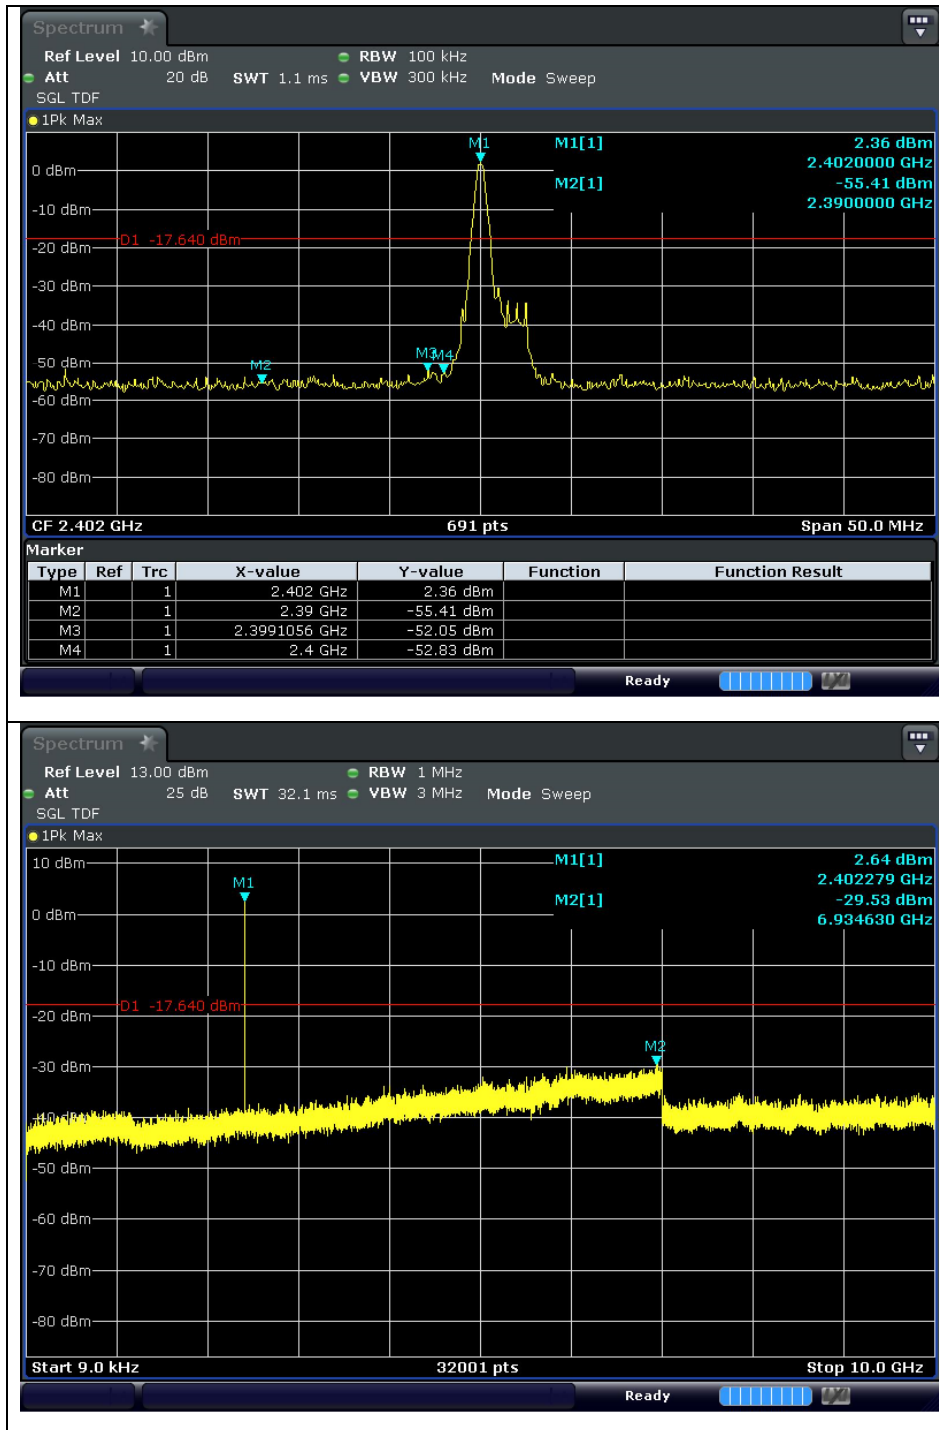 Spectrum
Ref Level 10.00 dBm RBW 100 kHz
Att 20 dB SWT 1.1 ms VBW 300 kHz Mode Sweep
SGL TDF
1Pk Max
M1 M1[1] 2.36 dBm
2.4020000 GHz
0 dBm
M2[1] -55.41 dBm
2.3900000 GHz
-10 dBm
D1 -17.640 dBm
-20 dBm
-30 dBm
-40 dBm
M3 M4
-50 dBm
M2
-60 dBm
-70 dBm
-80 dBm
CF 2.402 GHz 691 pts Span 50.0 MHz
Marker
Type Ref Trc X-value Y-value Function Function Result
M1 1 2.402 GHz 2.36 dBm
M2 1 2.39 GHz -55.41 dBm
M3 1 2.3991056 GHz -52.05 dBm
M4 1 2.4 GHz -52.83 dBm
Ready
Spectrum
Ref Level 13.00 dBm RBW 1 MHz
Att 25 dB SWT 32.1 ms VBW 3 MHz Mode Sweep
SGL TDF
1Pk Max
10 dBm M1[1] 2.64 dBm
M1 2.402279 GHz
M2[1] -29.53 dBm
0 dBm 6.934630 GHz
-10 dBm
D1 -17.640 dBm
-20 dBm
M2
-30 dBm
-40 dBm
-50 dBm
-60 dBm
-70 dBm
-80 dBm
Start 9.0 kHz 32001 pts Stop 10.0 GHz
Ready